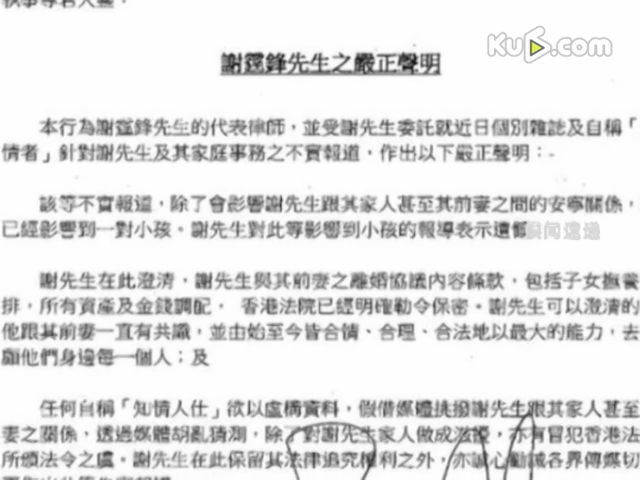 Ku6.com
謝霆鋒先生之嚴正聲明
本行為謝霆鋒先生的代表律師，並受謝先生委託就近日個別雜誌及自稱「
情者」針對謝先生及其家庭事務之不實報道，作出以下嚴正聲明：-
該等不實報道，除了會影響謝先生跟其家人甚至其前妻之間的安寧關係，
已經影響到一對小孩。謝先生對此等影響到小孩的報導表示遺憾
謝先生在此澄清，謝先生與其前妻之離婚協議內容條款，包括子女撫養
排，所有資產及金錢調配， 香港法院已經明確勒令保密。謝先生可以澄清的
他跟其前妻一直有共識，並由始至今皆合情、合理、合法地以最大的能力，去
顧他們身邊每一個人；及
任何自稱「知情人仕」欲以虛構資料，假借媒體挑撥謝先生跟其家人甚至
妻之關係，透過媒體胡亂猜測，除了對謝先生家人做成滋擾，亦有冒犯香港法
所頒法令之虞。謝先生在此保留其法律追究權利之外，亦誠心勸誡各界傳媒切